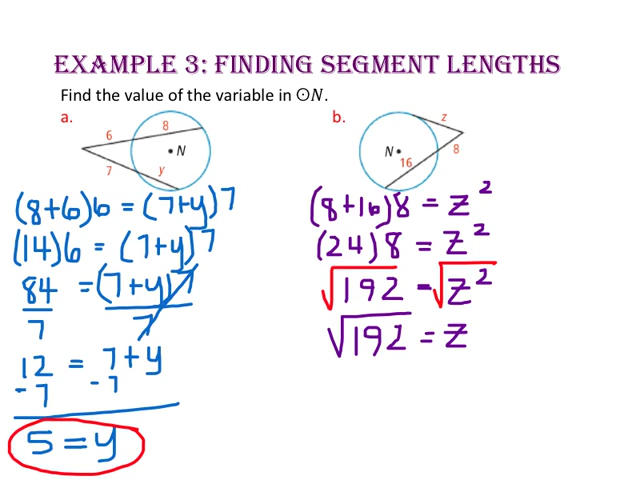 EXAMPLE 3: FINDING SEGMENT LENGTHS
Find the value of the variable in ⊙N.
a.
6
8
N
7
y
(8+6)6 = (7+y)7
(14)6 = (7+y)7
84/7 = (7+y)7/7
12 = 7+y
-7 -7
5 = y
b.
z
N
8
16
(8+16)8 = z²
(24)8 = z²
√192 = √z²
√192 = z